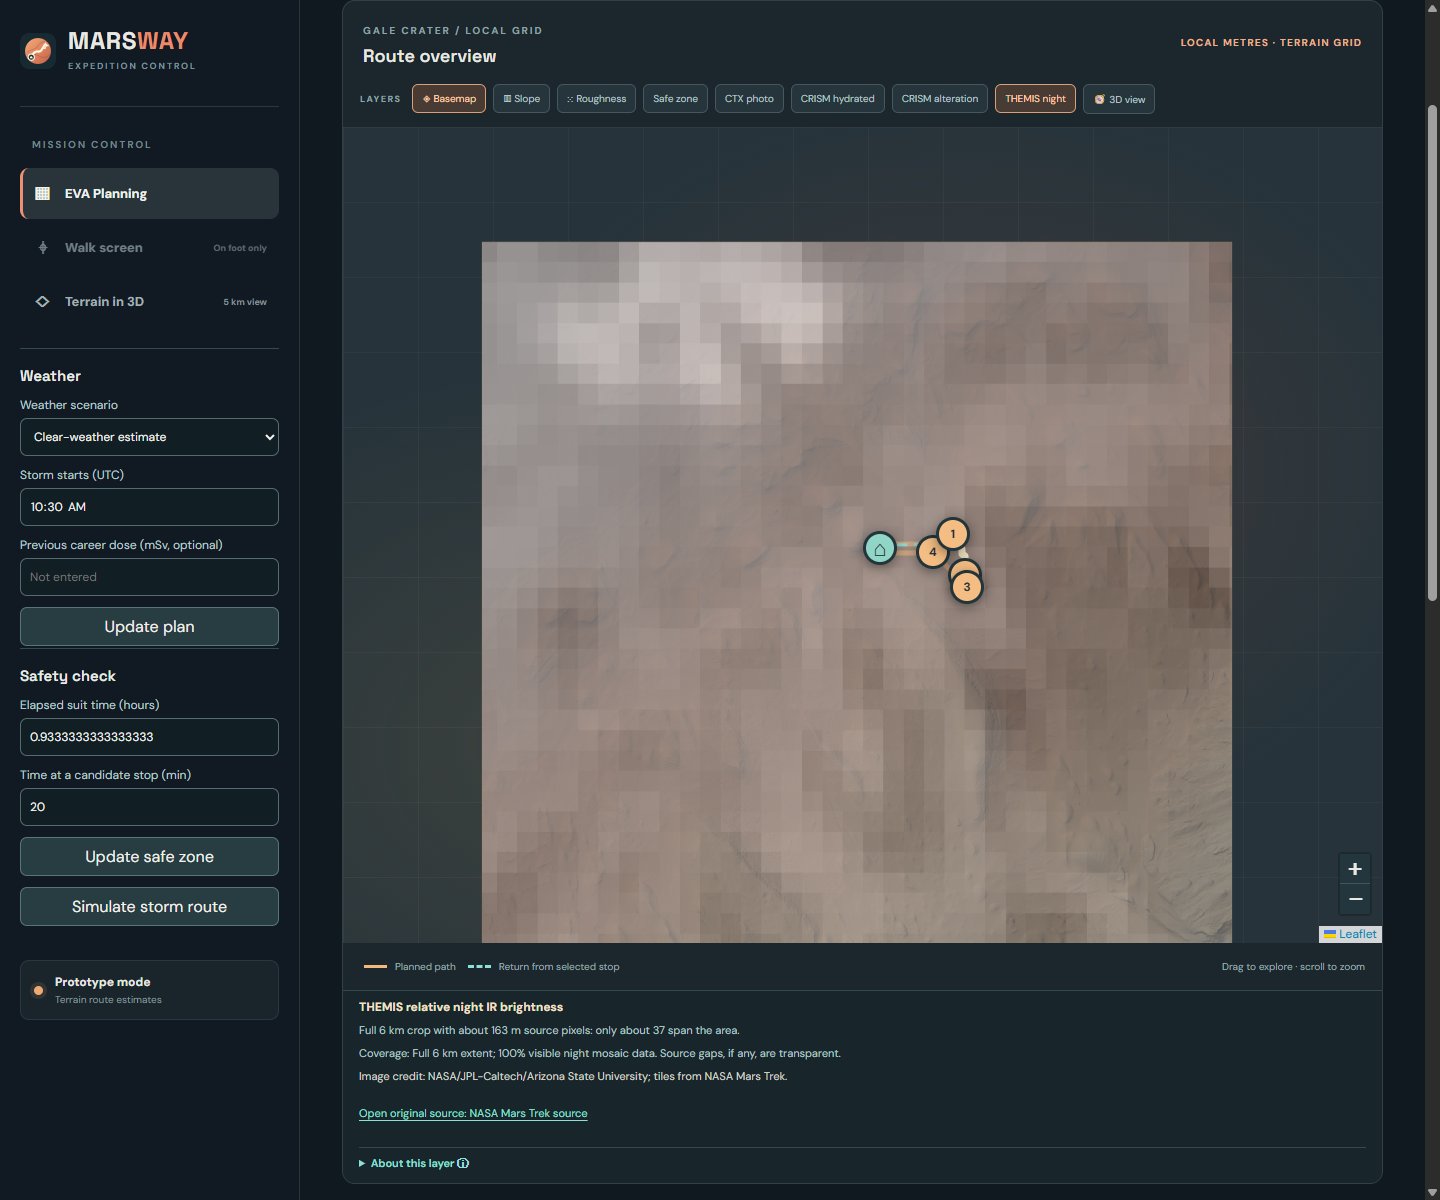 MARSWAY
EXPEDITION CONTROL
MISSION CONTROL
EVA Planning
Walk screen
On foot only
Terrain in 3D
5 km view
Weather
Weather scenario
Clear-weather estimate
Storm starts (UTC)
10:30 AM
Previous career dose (mSv, optional)
Not entered
Update plan
Safety check
Elapsed suit time (hours)
0.9333333333333333
Time at a candidate stop (min)
20
Update safe zone
Simulate storm route
Prototype mode
Terrain route estimates
GALE CRATER / LOCAL GRID
Route overview
LOCAL METRES · TERRAIN GRID
LAYERS
Basemap
Slope
Roughness
Safe zone
CTX photo
CRISM hydrated
CRISM alteration
THEMIS night
3D view
1
4
3
+
−
Leaflet
Planned path
Return from selected stop
Drag to explore · scroll to zoom
THEMIS relative night IR brightness
Full 6 km crop with about 163 m source pixels: only about 37 span the area.
Coverage: Full 6 km extent; 100% visible night mosaic data. Source gaps, if any, are transparent.
Image credit: NASA/JPL-Caltech/Arizona State University; tiles from NASA Mars Trek.
Open original source: NASA Mars Trek source
About this layer ⓘ